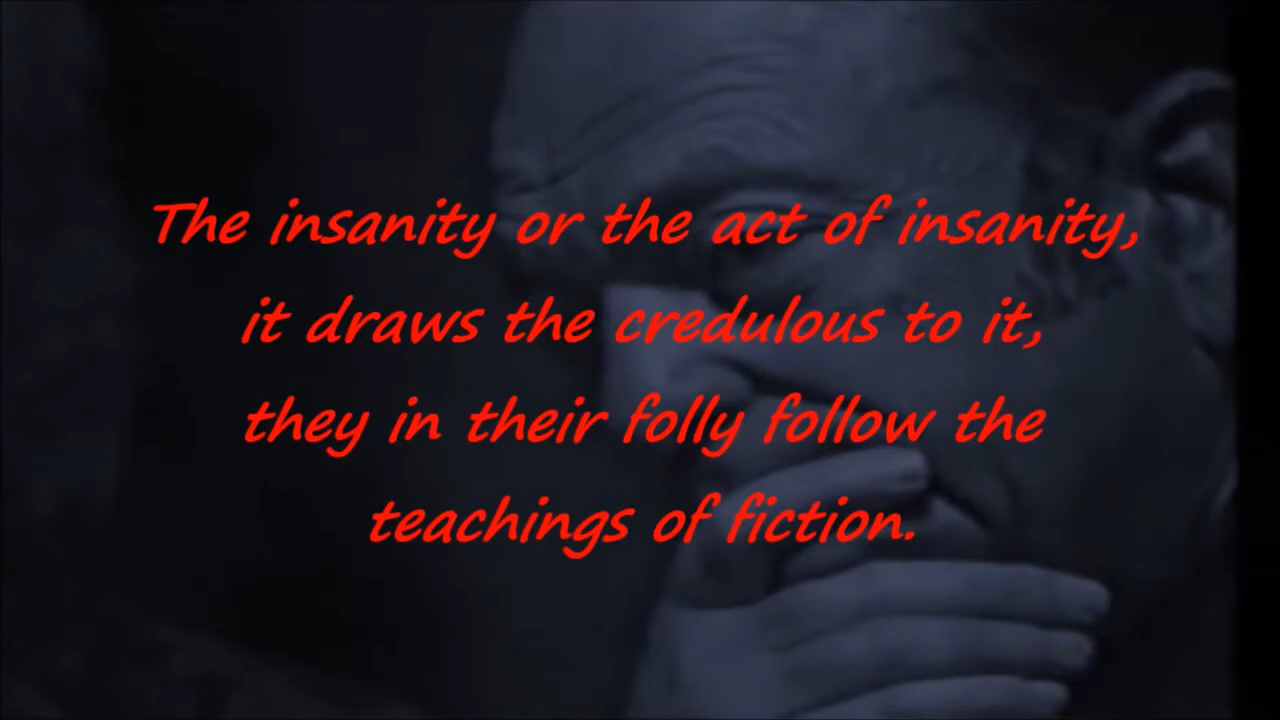 The insanity or the act of insanity,
it draws the credulous to it,
they in their folly follow the
teachings of fiction.